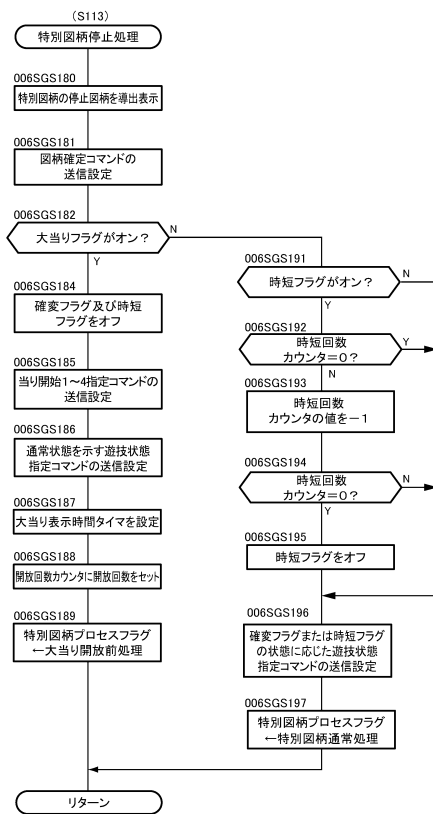 (S113)
特別図柄停止処理
006SGS180
特別図柄の停止図柄を導出表示
006SGS181
図柄確定コマンドの
送信設定
006SGS182
大当りフラグがオン？
N
Y
006SGS184
確変フラグ及び時短
フラグをオフ
006SGS185
当り開始1～4指定コマンドの
送信設定
006SGS186
通常状態を示す遊技状態
指定コマンドの送信設定
006SGS187
大当り表示時間タイマを設定
006SGS188
開放回数カウンタに開放回数をセット
006SGS189
特別図柄プロセスフラグ
←大当り開放前処理
リターン
006SGS191
時短フラグがオン？
N
Y
006SGS192
時短回数
カウンタ=0？
Y
N
006SGS193
時短回数
カウンタの値を－1
006SGS194
時短回数
カウンタ=0？
N
Y
006SGS195
時短フラグをオフ
006SGS196
確変フラグまたは時短フラグ
の状態に応じた遊技状態
指定コマンドの送信設定
006SGS197
特別図柄プロセスフラグ
←特別図柄通常処理